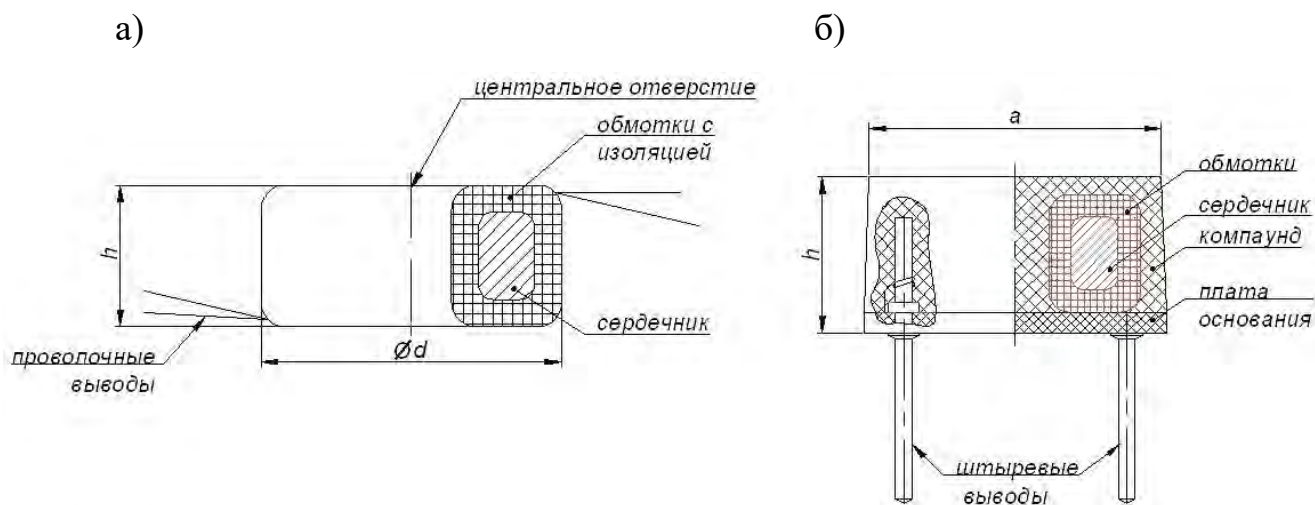 а)
б)
центральное отверстие
обмотки с
изоляцией
h
сердечник
Ød
проволочные
выводы
a
обмотки
сердечник
компаунд
h
плата
основания
штыревые
выводы